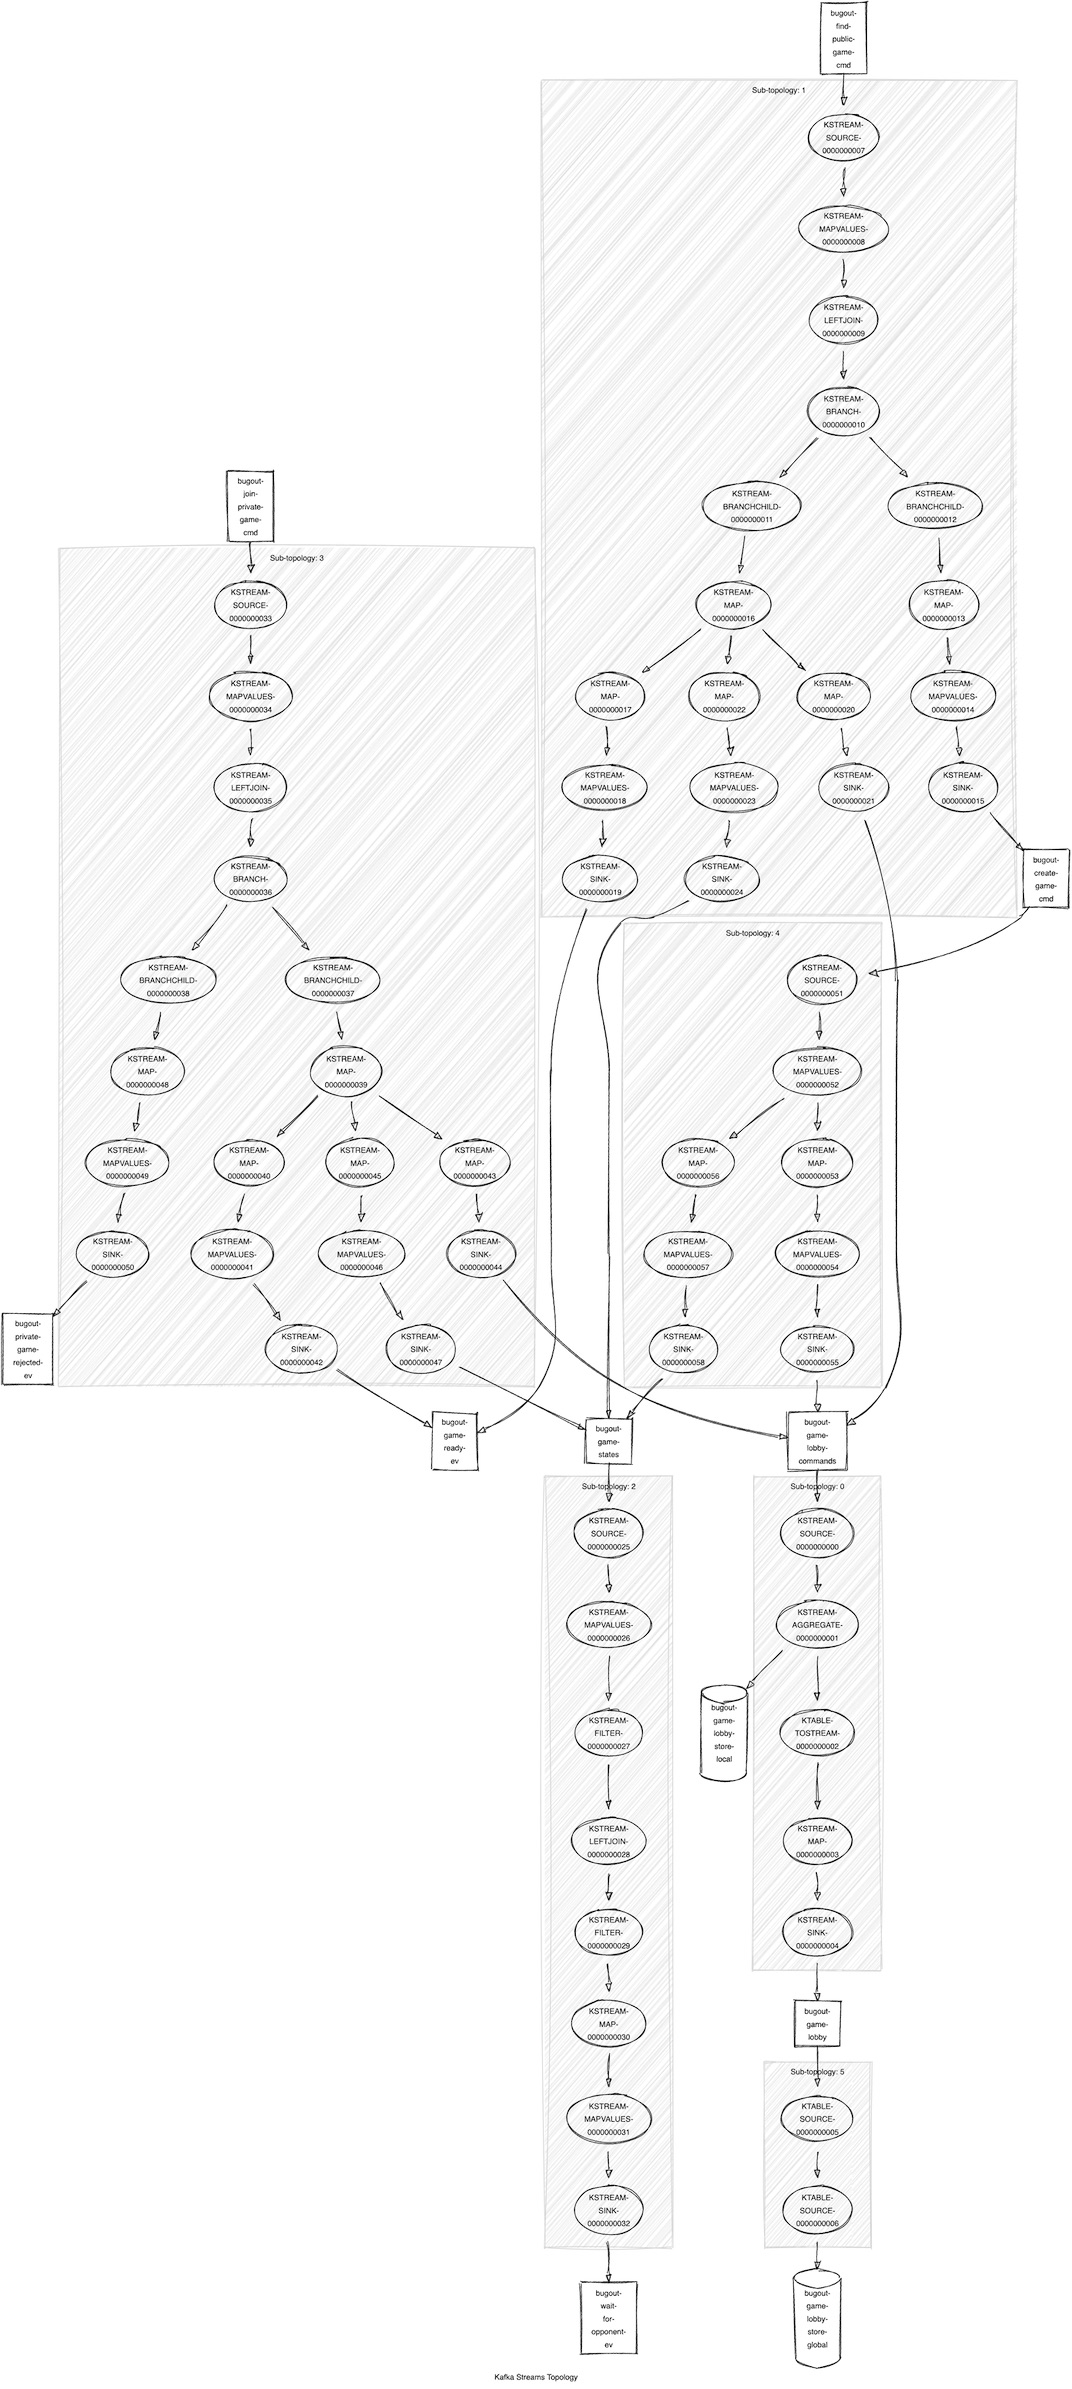 bugout-
find-
public-
game-
cmd
Sub-topology: 1
KSTREAM-
SOURCE-
0000000007
KSTREAM-
MAPVALUES-
0000000008
KSTREAM-
LEFTJOIN-
0000000009
KSTREAM-
BRANCH-
0000000010
KSTREAM-
BRANCHCHILD-
0000000011
KSTREAM-
BRANCHCHILD-
0000000012
KSTREAM-
MAP-
0000000016
KSTREAM-
MAP-
0000000013
KSTREAM-
MAP-
0000000017
KSTREAM-
MAP-
0000000022
KSTREAM-
MAP-
0000000020
KSTREAM-
MAPVALUES-
0000000014
KSTREAM-
MAPVALUES-
0000000018
KSTREAM-
MAPVALUES-
0000000023
KSTREAM-
SINK-
0000000021
KSTREAM-
SINK-
0000000015
KSTREAM-
SINK-
0000000019
KSTREAM-
SINK-
0000000024
bugout-
create-
game-
cmd
bugout-
join-
private-
game-
cmd
Sub-topology: 3
KSTREAM-
SOURCE-
0000000033
KSTREAM-
MAPVALUES-
0000000034
KSTREAM-
LEFTJOIN-
0000000035
KSTREAM-
BRANCH-
0000000036
KSTREAM-
BRANCHCHILD-
0000000038
KSTREAM-
BRANCHCHILD-
0000000037
KSTREAM-
MAP-
0000000048
KSTREAM-
MAP-
0000000039
KSTREAM-
MAPVALUES-
0000000049
KSTREAM-
MAP-
0000000040
KSTREAM-
MAP-
0000000045
KSTREAM-
MAP-
0000000043
KSTREAM-
SINK-
0000000050
KSTREAM-
MAPVALUES-
0000000041
KSTREAM-
MAPVALUES-
0000000046
KSTREAM-
SINK-
0000000044
bugout-
private-
game-
rejected-
ev
KSTREAM-
SINK-
0000000042
KSTREAM-
SINK-
0000000047
Sub-topology: 4
KSTREAM-
SOURCE-
0000000051
KSTREAM-
MAPVALUES-
0000000052
KSTREAM-
MAP-
0000000056
KSTREAM-
MAP-
0000000053
KSTREAM-
MAPVALUES-
0000000057
KSTREAM-
MAPVALUES-
0000000054
KSTREAM-
SINK-
0000000058
KSTREAM-
SINK-
0000000055
bugout-
game-
ready-
ev
bugout-
game-
states
bugout-
game-
lobby-
commands
Sub-topology: 2
KSTREAM-
SOURCE-
0000000025
KSTREAM-
MAPVALUES-
0000000026
KSTREAM-
FILTER-
0000000027
KSTREAM-
LEFTJOIN-
0000000028
KSTREAM-
FILTER-
0000000029
KSTREAM-
MAP-
0000000030
KSTREAM-
MAPVALUES-
0000000031
KSTREAM-
SINK-
0000000032
bugout-
wait-
for-
opponent-
ev
Sub-topology: 0
KSTREAM-
SOURCE-
0000000000
KSTREAM-
AGGREGATE-
0000000001
bugout-
game-
lobby-
store-
local
KTABLE-
TOSTREAM-
0000000002
KSTREAM-
MAP-
0000000003
KSTREAM-
SINK-
0000000004
bugout-
game-
lobby
Sub-topology: 5
KTABLE-
SOURCE-
0000000005
KTABLE-
SOURCE-
0000000006
bugout-
game-
lobby-
store-
global
Kafka Streams Topology